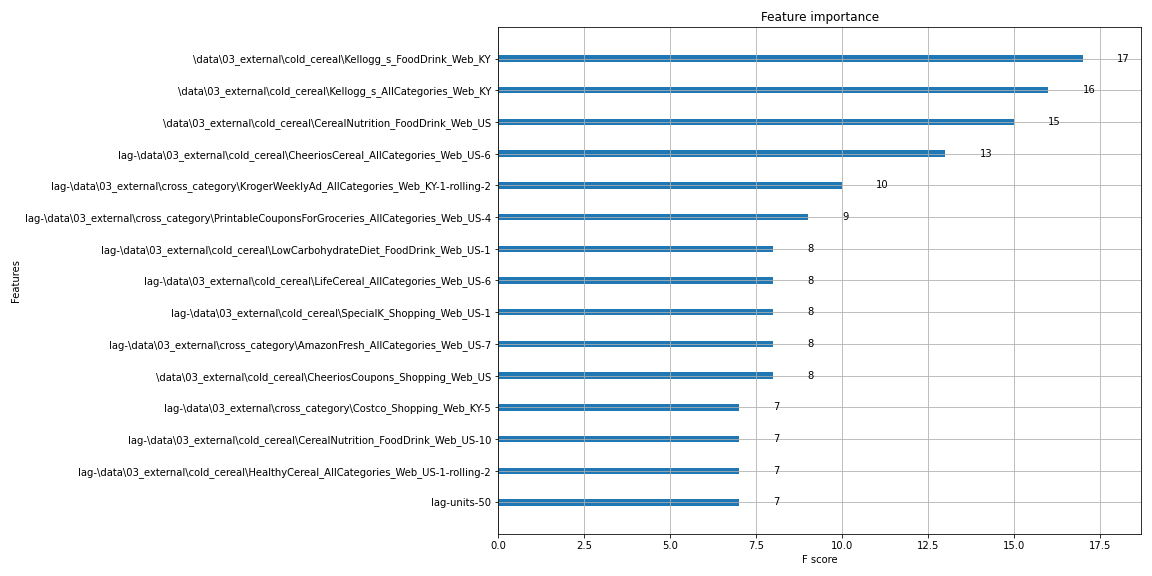 Feature importance
\data\03_external\cold_cereal\Kellogg_s_FoodDrink_Web_KY 17
\data\03_external\cold_cereal\Kellogg_s_AllCategories_Web_KY 16
\data\03_external\cold_cereal\CerealNutrition_FoodDrink_Web_US 15
lag-\data\03_external\cold_cereal\CheeriosCereal_AllCategories_Web_US-6 13
lag-\data\03_external\cross_category\KrogerWeeklyAd_AllCategories_Web_KY-1-rolling-2 10
lag-\data\03_external\cross_category\PrintableCouponsForGroceries_AllCategories_Web_US-4 9
lag-\data\03_external\cold_cereal\LowCarbohydrateDiet_FoodDrink_Web_US-1 8
lag-\data\03_external\cold_cereal\LifeCereal_AllCategories_Web_US-6 8
lag-\data\03_external\cold_cereal\SpecialK_Shopping_Web_US-1 8
lag-\data\03_external\cross_category\AmazonFresh_AllCategories_Web_US-7 8
\data\03_external\cold_cereal\CheeriosCoupons_Shopping_Web_US 8
lag-\data\03_external\cross_category\Costco_Shopping_Web_KY-5 7
lag-\data\03_external\cold_cereal\CerealNutrition_FoodDrink_Web_US-10 7
lag-\data\03_external\cold_cereal\HealthyCereal_AllCategories_Web_US-1-rolling-2 7
lag-units-50 7
Features
0.0 2.5 5.0 7.5 10.0 12.5 15.0 17.5
F score